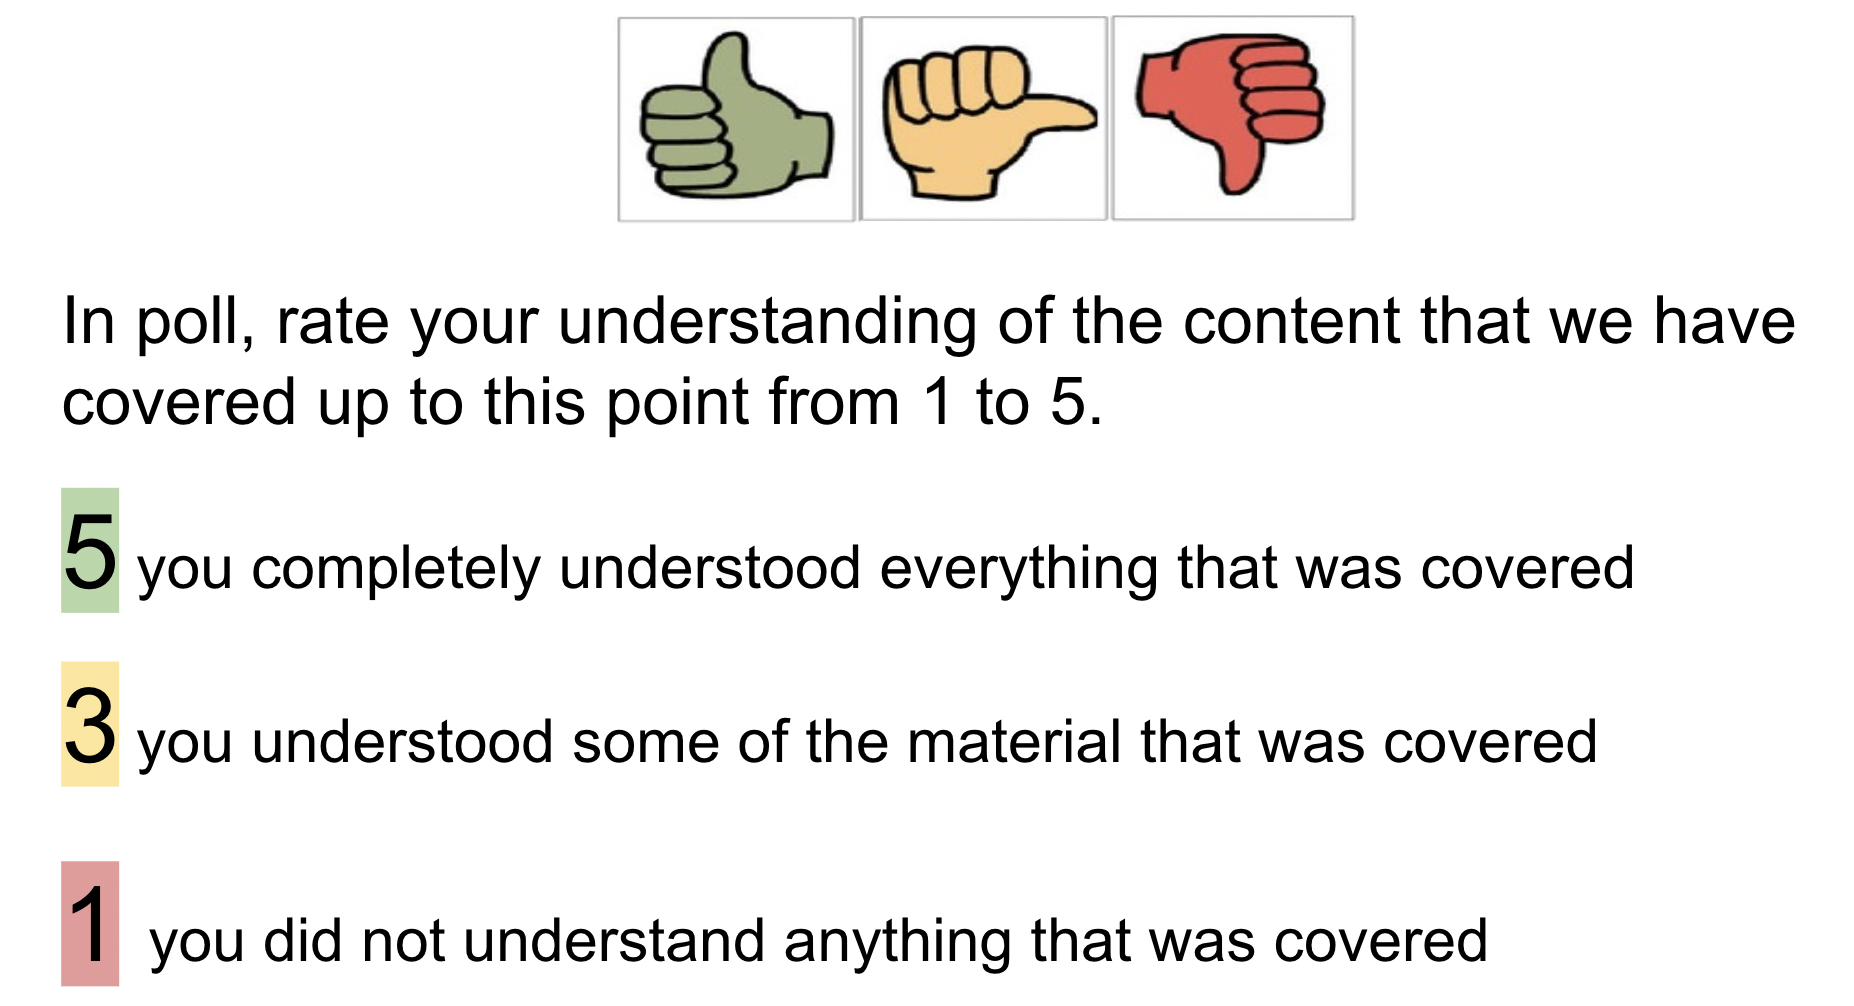 In poll, rate your understanding of the content that we have
covered up to this point from 1 to 5.
5 you completely understood everything that was covered
3 you understood some of the material that was covered
1 you did not understand anything that was covered